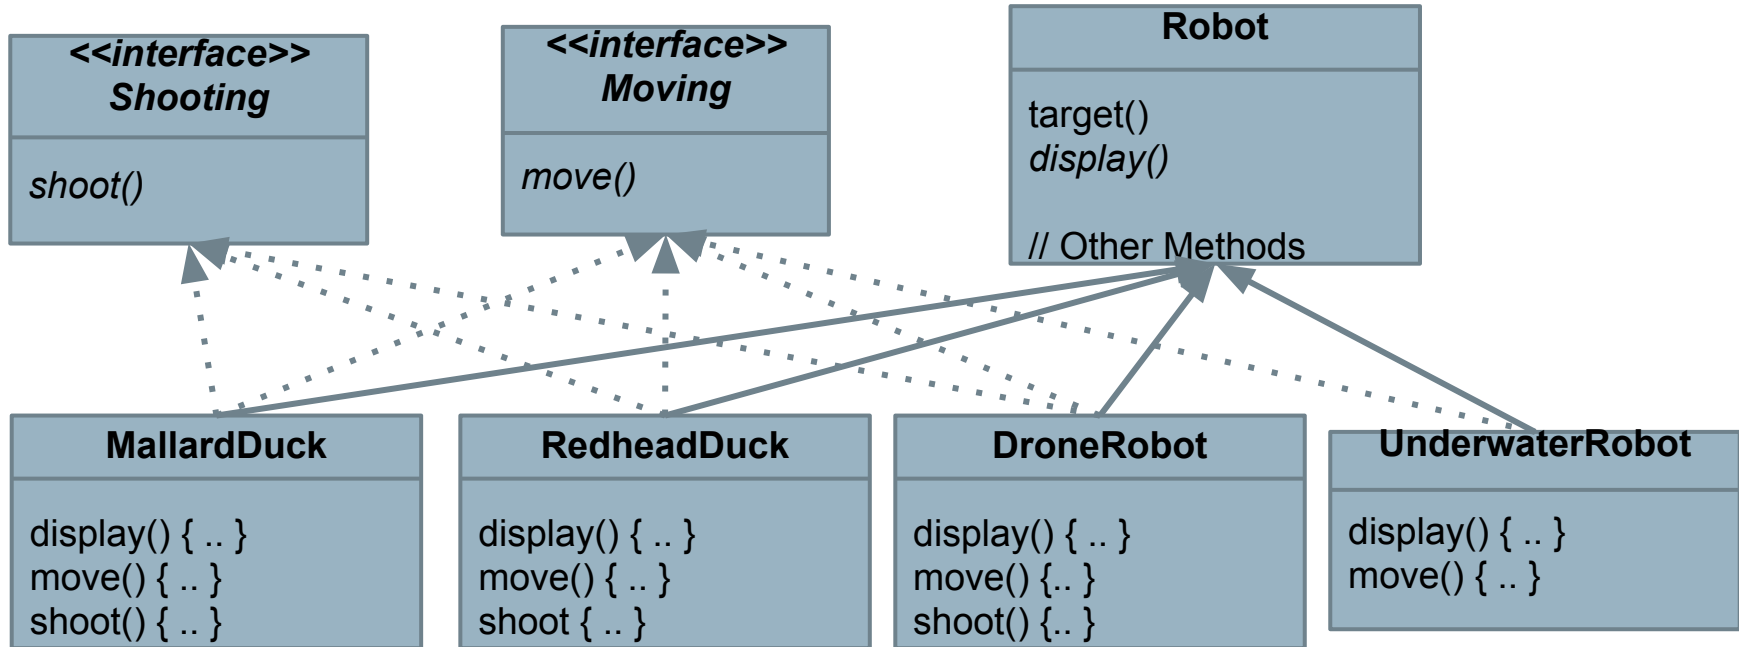 <<interface>>
Shooting
shoot()
<<interface>>
Moving
move()
Robot
target()
display()
// Other Methods
MallardDuck
display() { .. }
move() { .. }
shoot() { .. }
RedheadDuck
display() { .. }
move() { .. }
shoot { .. }
DroneRobot
display() { .. }
move() {.. }
shoot() {.. }
UnderwaterRobot
display() { .. }
move() { .. }